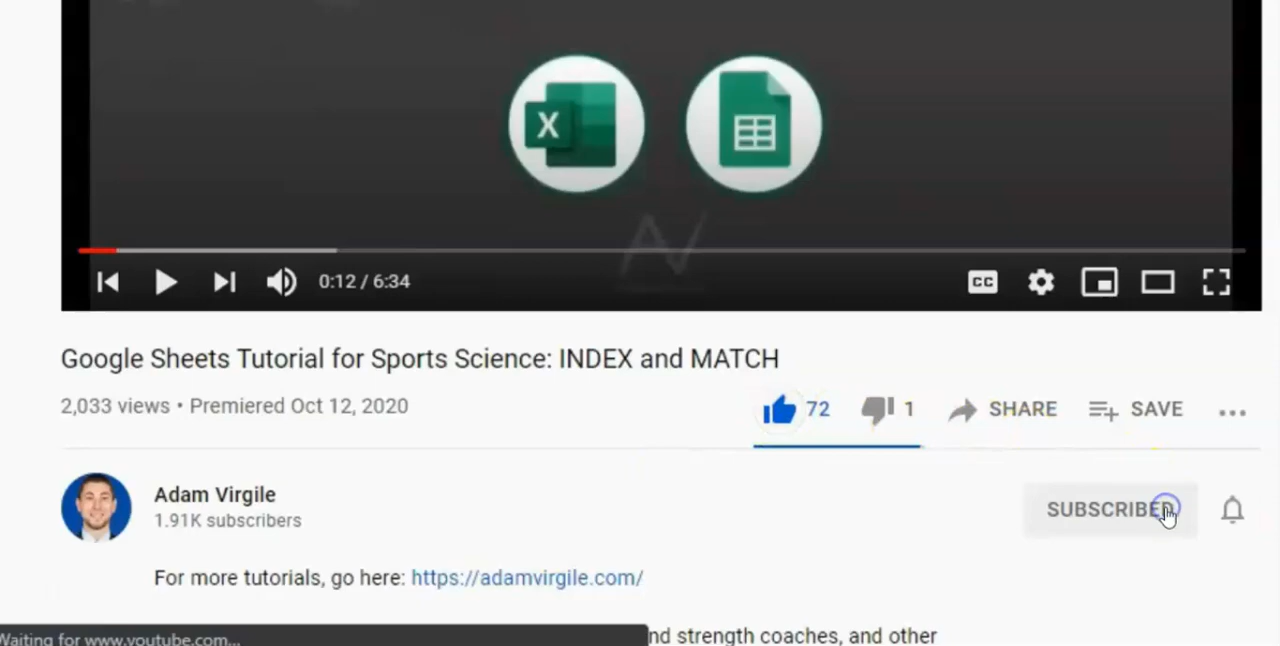 X
0:12 / 6:34
CC
Google Sheets Tutorial for Sports Science: INDEX and MATCH
2,033 views • Premiered Oct 12, 2020
72 1 SHARE SAVE
Adam Virgile
SUBSCRIBED
1.91K subscribers
For more tutorials, go here: https://adamvirgile.com/
Waiting for www.youtube.com...
nd strength coaches, and other